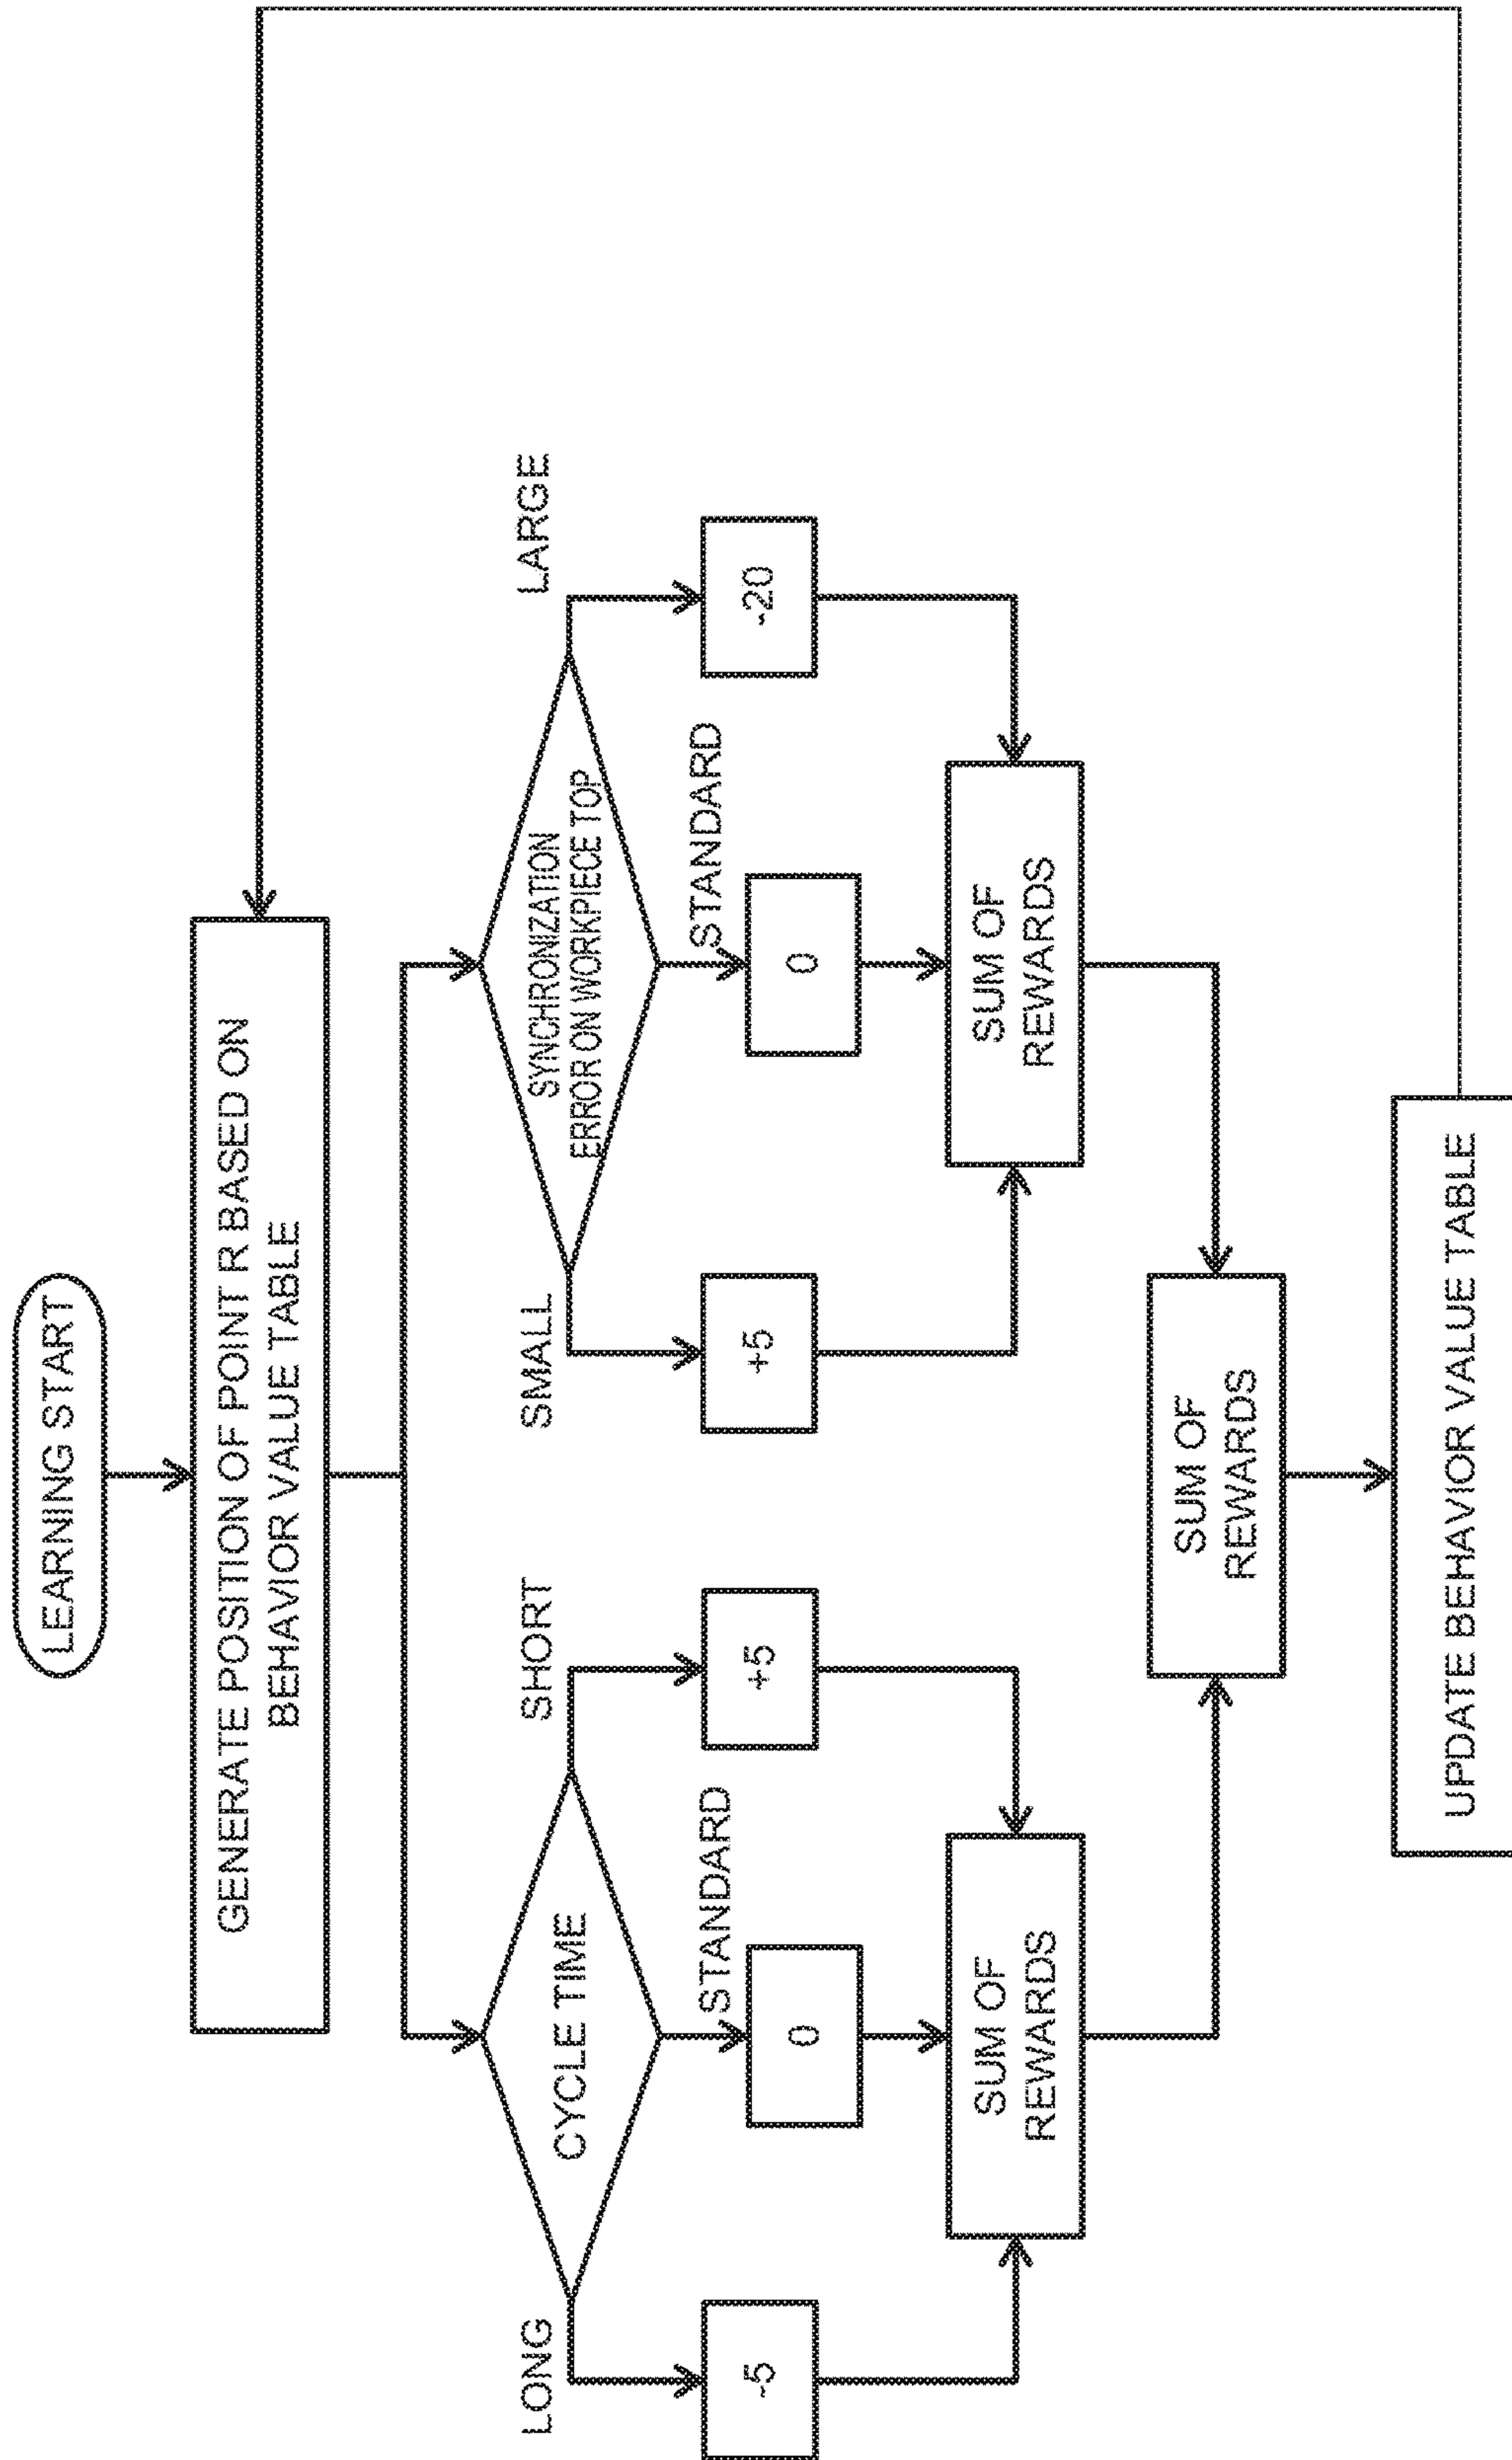 LEARNING START
GENERATE POSITION OF POINT R BASED ON
BEHAVIOR VALUE TABLE
CYCLE TIME
LONG
STANDARD
SHORT
-5
0
+5
SUM OF
REWARDS
SYNCHRONIZATION
ERROR ON WORKPIECE TOP
SMALL
STANDARD
LARGE
+5
0
-20
SUM OF
REWARDS
SUM OF
REWARDS
UPDATE BEHAVIOR VALUE TABLE